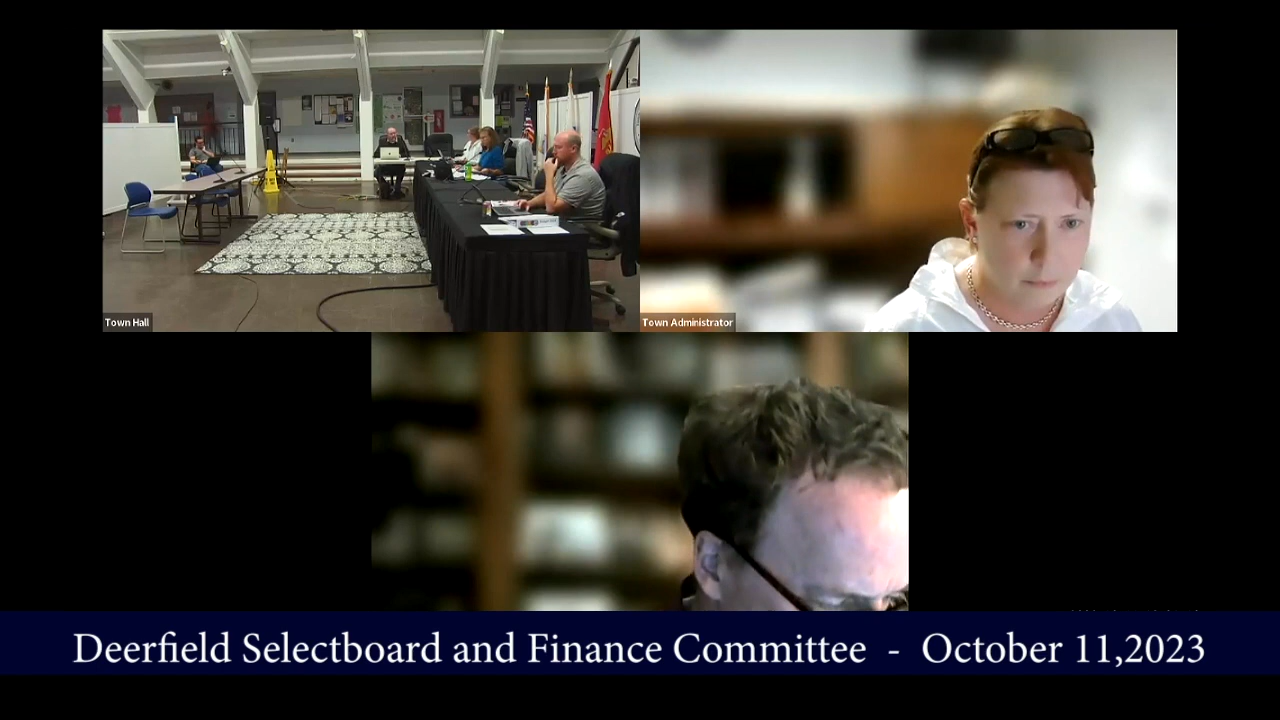 Town Hall
Town Administrator
Deerfield Selectboard and Finance Committee - October 11,2023